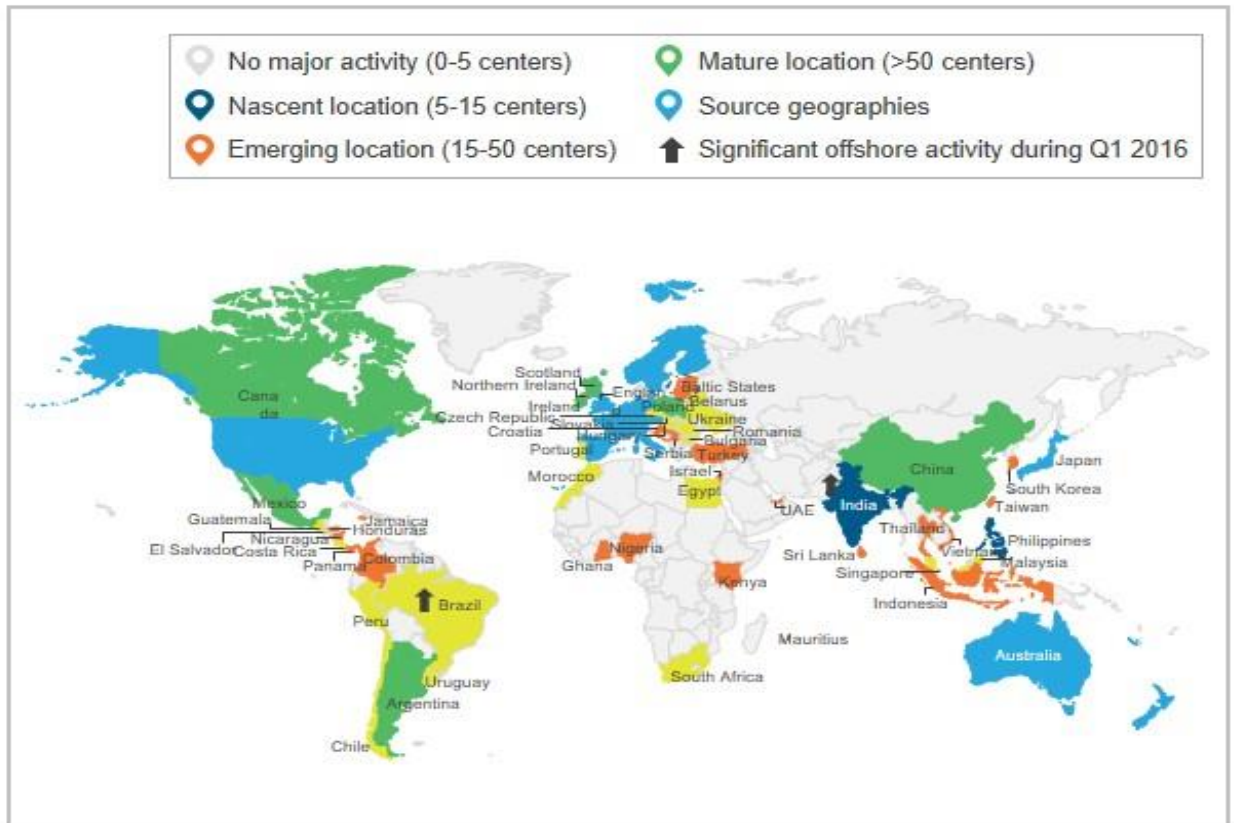 No major activity (0-5 centers)
Mature location (>50 centers)
Nascent location (5-15 centers)
Source geographies
Emerging location (15-50 centers)
Significant offshore activity during Q1 2016
Scotland
Northern Ireland
Englan
d
Baltic States
Cana
da
Ireland
Poland
Belarus
Czech Republic
Slovakia
Ukraine
Croatia
Hungary
Romania
Serbia
Bulgaria
Portugal
Turkey
Japan
Morocco
Israel
China
Egypt
South Korea
Mexico
India
UAE
Taiwan
Guatemala
Jamaica
Honduras
Thailand
Nicaragua
Philippines
El Salvador
Costa Rica
Nigeria
Sri Lanka
Vietnam
Panama
Colombia
Ghana
Malaysia
Singapore
Kenya
Indonesia
Brazil
Peru
Mauritius
Australia
South Africa
Uruguay
Argentina
Chile